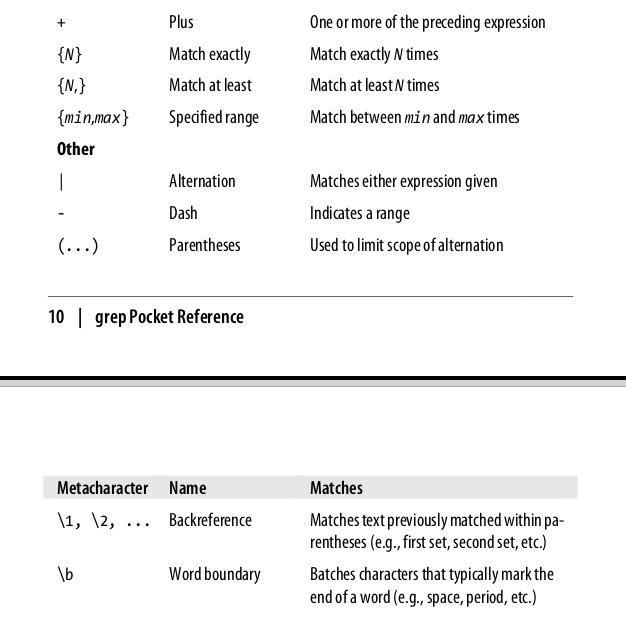 + Plus One or more of the preceding expression
{N} Match exactly Match exactly N times
{N,} Match at least Match at least N times
{min,max} Specified range Match between min and max times
Other
| Alternation Matches either expression given
- Dash Indicates a range
(...) Parentheses Used to limit scope of alternation
10 | grep Pocket Reference
Metacharacter Name Matches
\1, \2, ... Backreference Matches text previously matched within pa-
rentheses (e.g., first set, second set, etc.)
\b Word boundary Batches characters that typically mark the
end of a word (e.g., space, period, etc.)